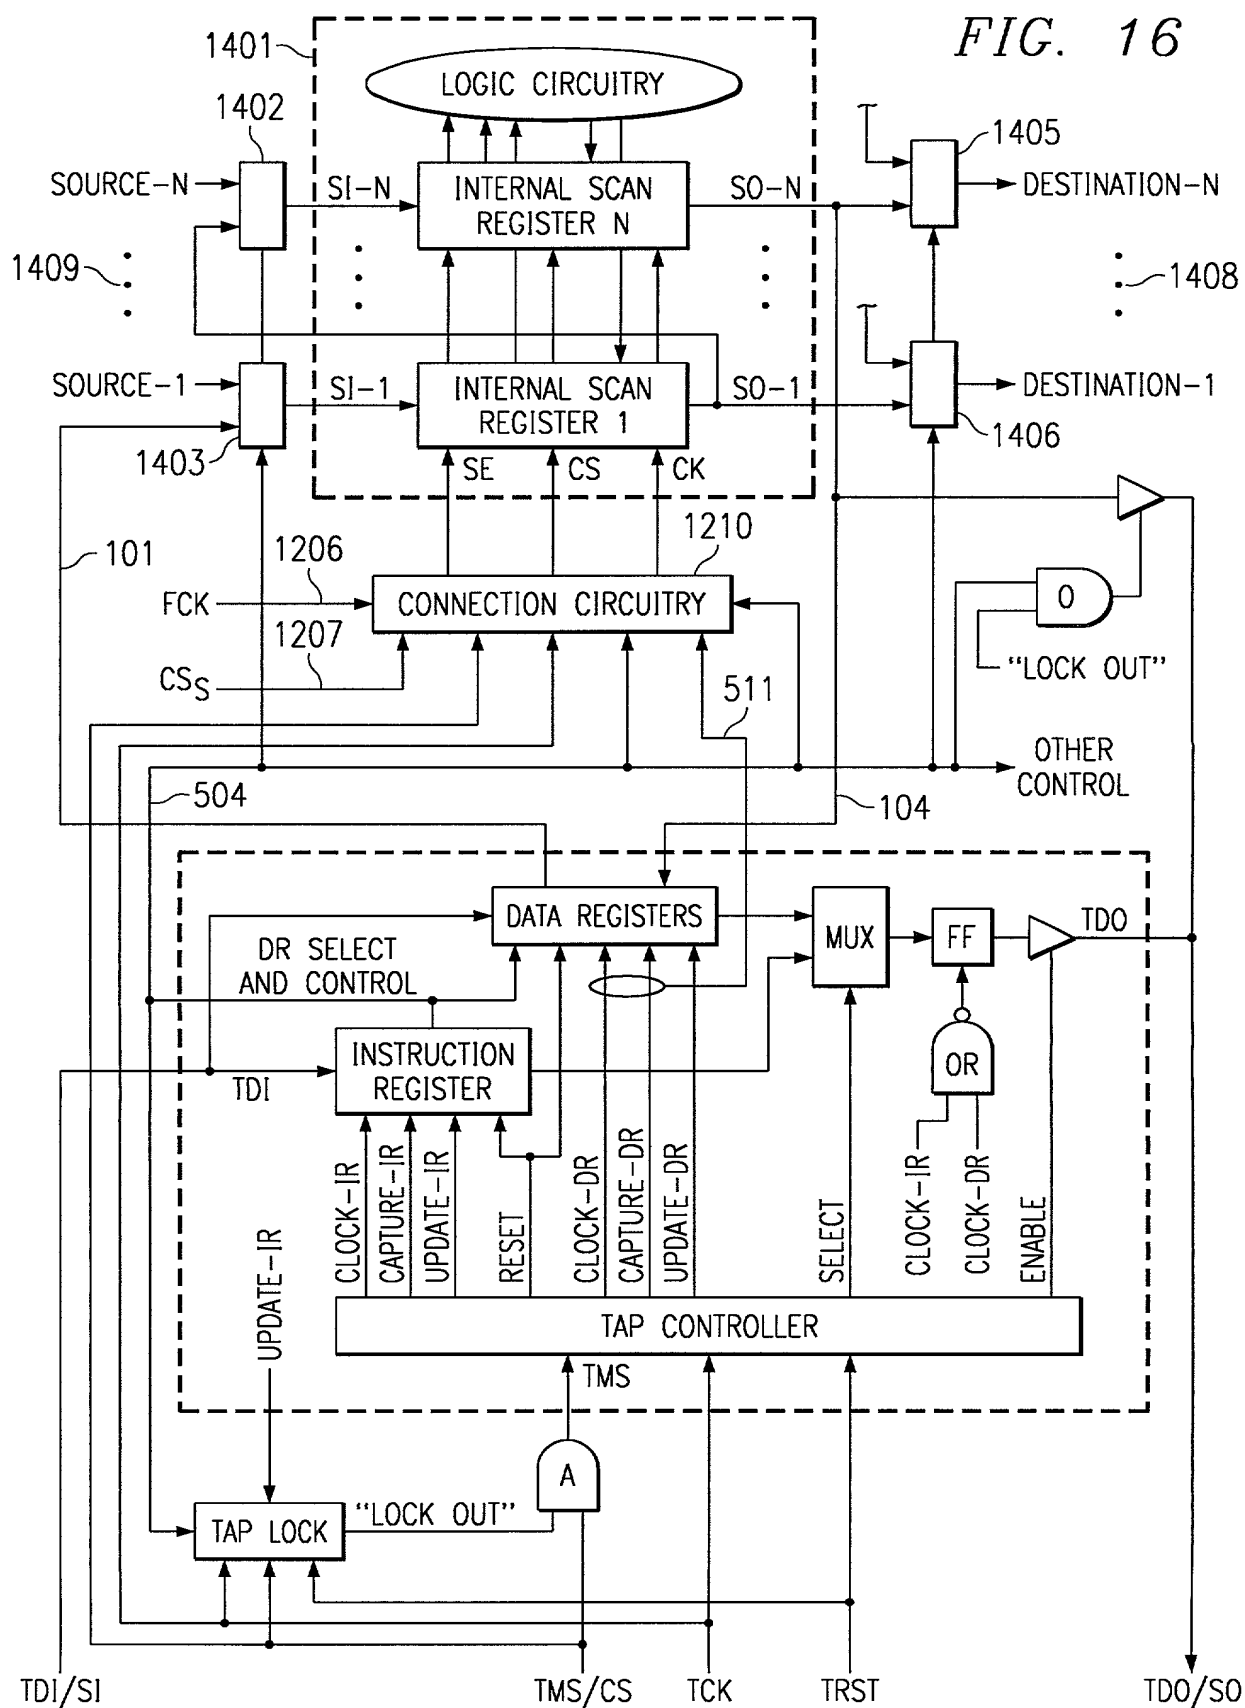 FIG. 16
1401
LOGIC CIRCUITRY
1402
1405
SOURCE-N
SI-N
INTERNAL SCAN
REGISTER N
SO-N
DESTINATION-N
1409
1408
SOURCE-1
SI-1
INTERNAL SCAN
REGISTER 1
SO-1
DESTINATION-1
1403
1406
SE
CS
CK
101
1206
1210
FCK
CONNECTION CIRCUITRY
O
1207
CSS
"LOCK OUT"
511
504
OTHER
CONTROL
104
DATA REGISTERS
MUX
FF
TDO
DR SELECT
AND CONTROL
INSTRUCTION
REGISTER
TDI
OR
CLOCK-IR
CAPTURE-IR
UPDATE-IR
RESET
CLOCK-DR
CAPTURE-DR
UPDATE-DR
SELECT
CLOCK-IR
CLOCK-DR
ENABLE
UPDATE-IR
TAP CONTROLLER
TMS
A
TAP LOCK
"LOCK OUT"
TDI/SI
TMS/CS
TCK
TRST
TDO/SO